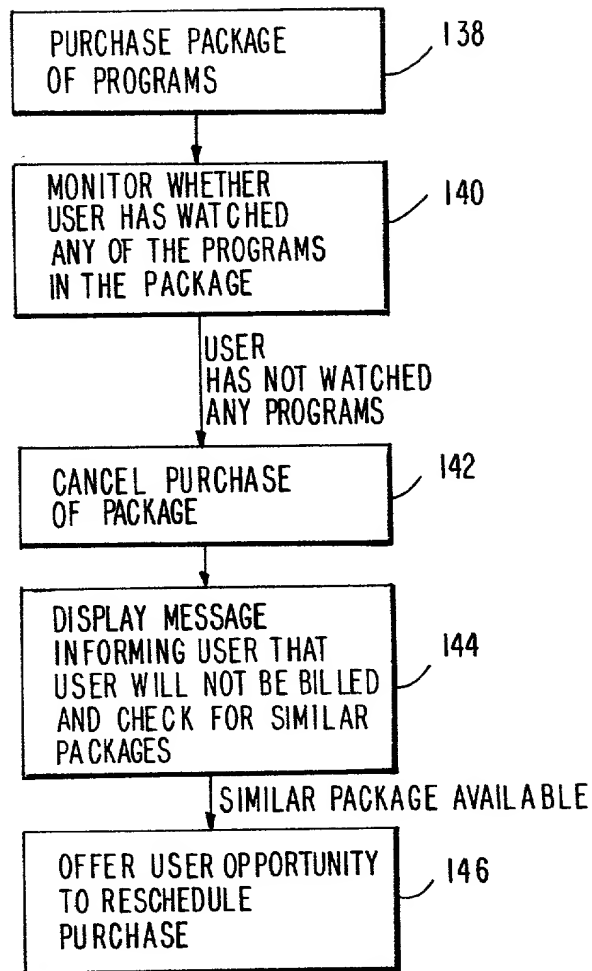 PURCHASE PACKAGE
OF PROGRAMS
138
MONITOR WHETHER
USER HAS WATCHED
ANY OF THE PROGRAMS
IN THE PACKAGE
140
USER
HAS NOT WATCHED
ANY PROGRAMS
CANCEL PURCHASE
OF PACKAGE
142
DISPLAY MESSAGE
INFORMING USER THAT
USER WILL NOT BE BILLED
AND CHECK FOR SIMILAR
PACKAGES
144
SIMILAR PACKAGE AVAILABLE
OFFER USER OPPORTUNITY
TO RESCHEDULE
PURCHASE
146